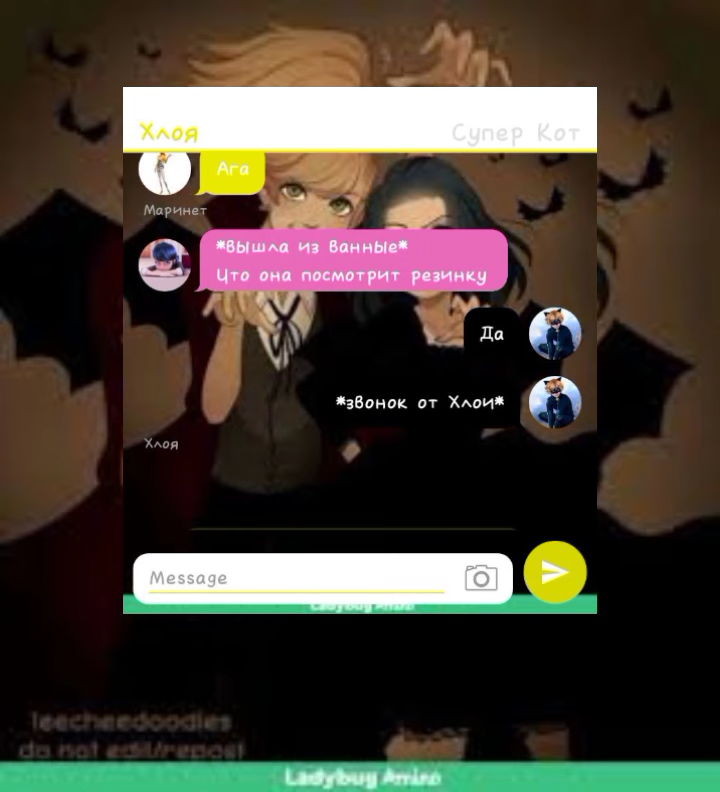 Хлоя
Супер Кот
Ага
Маринет
*вышла из ванные*
Что она посмотрит резинку
Да
*звонок от Хлои*
Хлоя
Message
Ladybug Amino
leecheedoodles
do not edit/repost
Ladybug Amino